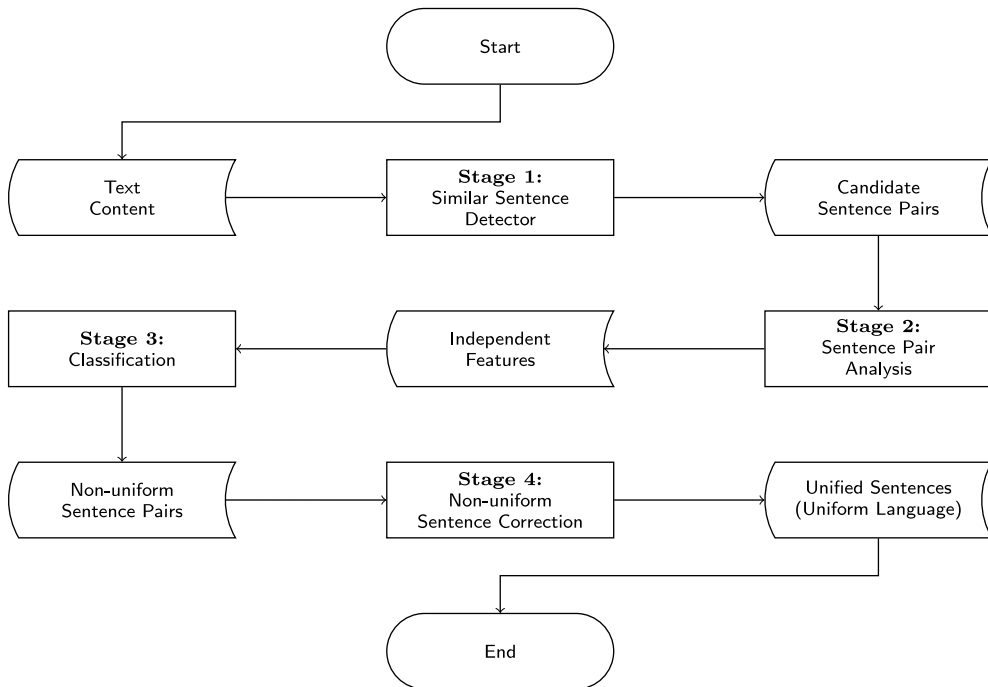 Start
Text
Content
Stage 1:
Similar Sentence
Detector
Candidate
Sentence Pairs
Stage 2:
Sentence Pair
Analysis
Independent
Features
Stage 3:
Classification
Non-uniform
Sentence Pairs
Stage 4:
Non-uniform
Sentence Correction
Unified Sentences
(Uniform Language)
End